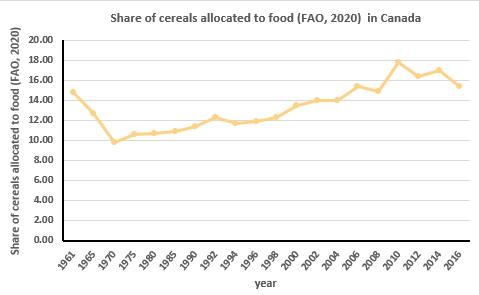 Share of cereals allocated to food (FAO, 2020) in Canada
Share of cereals allocated to food (FAO, 2020)
20.00
18.00
16.00
14.00
12.00
10.00
8.00
6.00
4.00
2.00
0.00
1961 1965 1970 1975 1980 1985 1990 1992 1994 1996 1998 2000 2002 2004 2006 2008 2010 2012 2014 2016
year